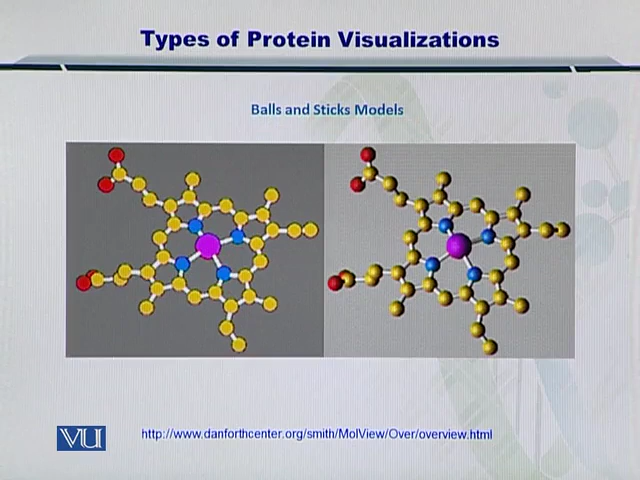 Types of Protein Visualizations
Balls and Sticks Models
VU
http://www.danforthcenter.org/smith/MolView/Over/overview.html